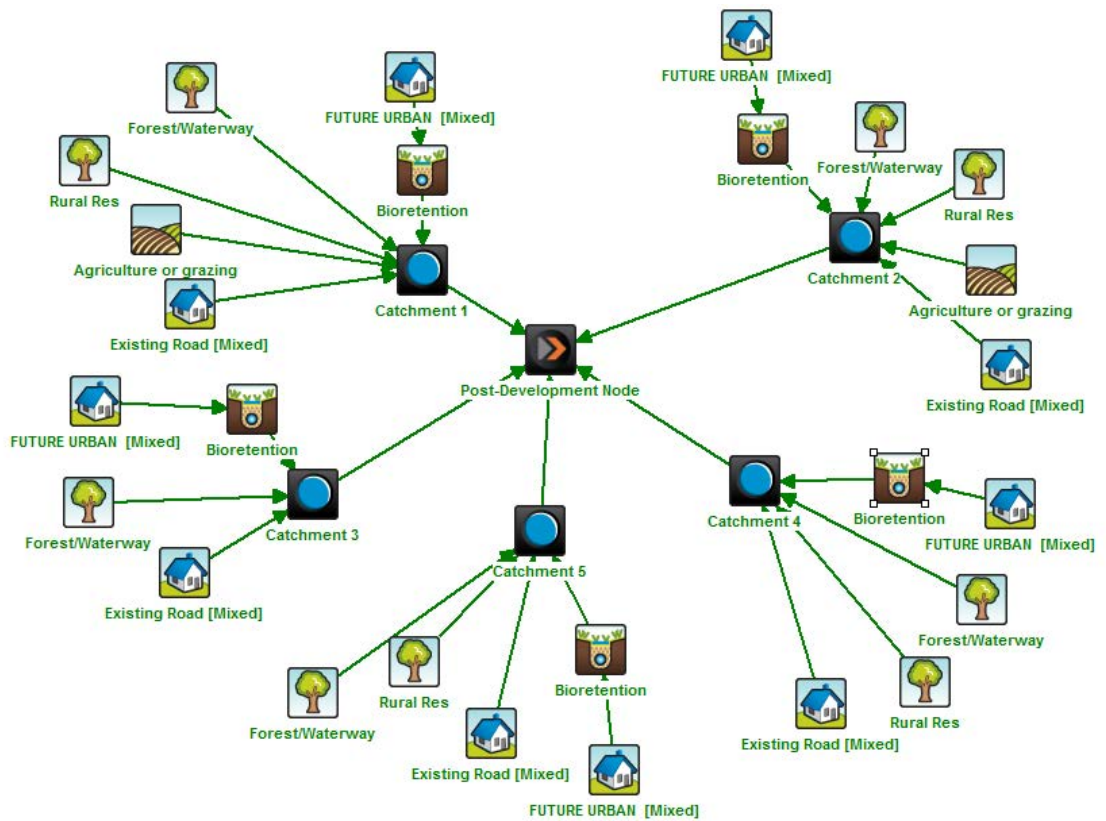 FUTURE URBAN  [Mixed]
FUTURE URBAN  [Mixed]
Forest/Waterway
Forest/Waterway
Bioretention
Rural Res
Bioretention
Rural Res
Agriculture or grazing
Catchment 2
Catchment 1
Agriculture or grazing
Existing Road [Mixed]
Post-Development Node
Existing Road [Mixed]
FUTURE URBAN  [Mixed]
Bioretention
Forest/Waterway
Catchment 3
Catchment 4
Bioretention
FUTURE URBAN  [Mixed]
Catchment 5
Existing Road [Mixed]
Forest/Waterway
Bioretention
Rural Res
Rural Res
Forest/Waterway
Existing Road [Mixed]
Existing Road [Mixed]
FUTURE URBAN  [Mixed]